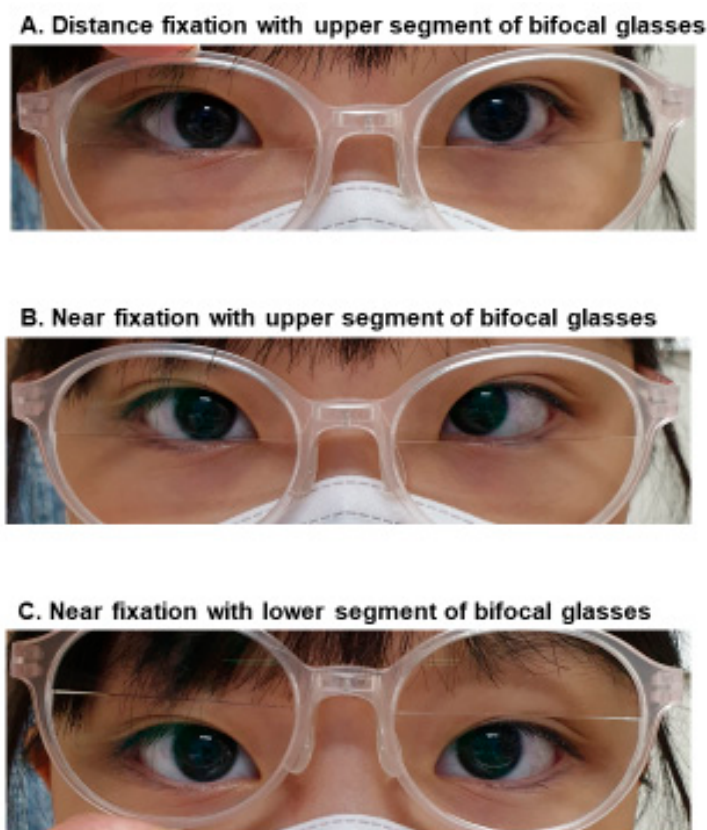 A. Distance fixation with upper segment of bifocal glasses
B. Near fixation with upper segment of bifocal glasses
C. Near fixation with lower segment of bifocal glasses